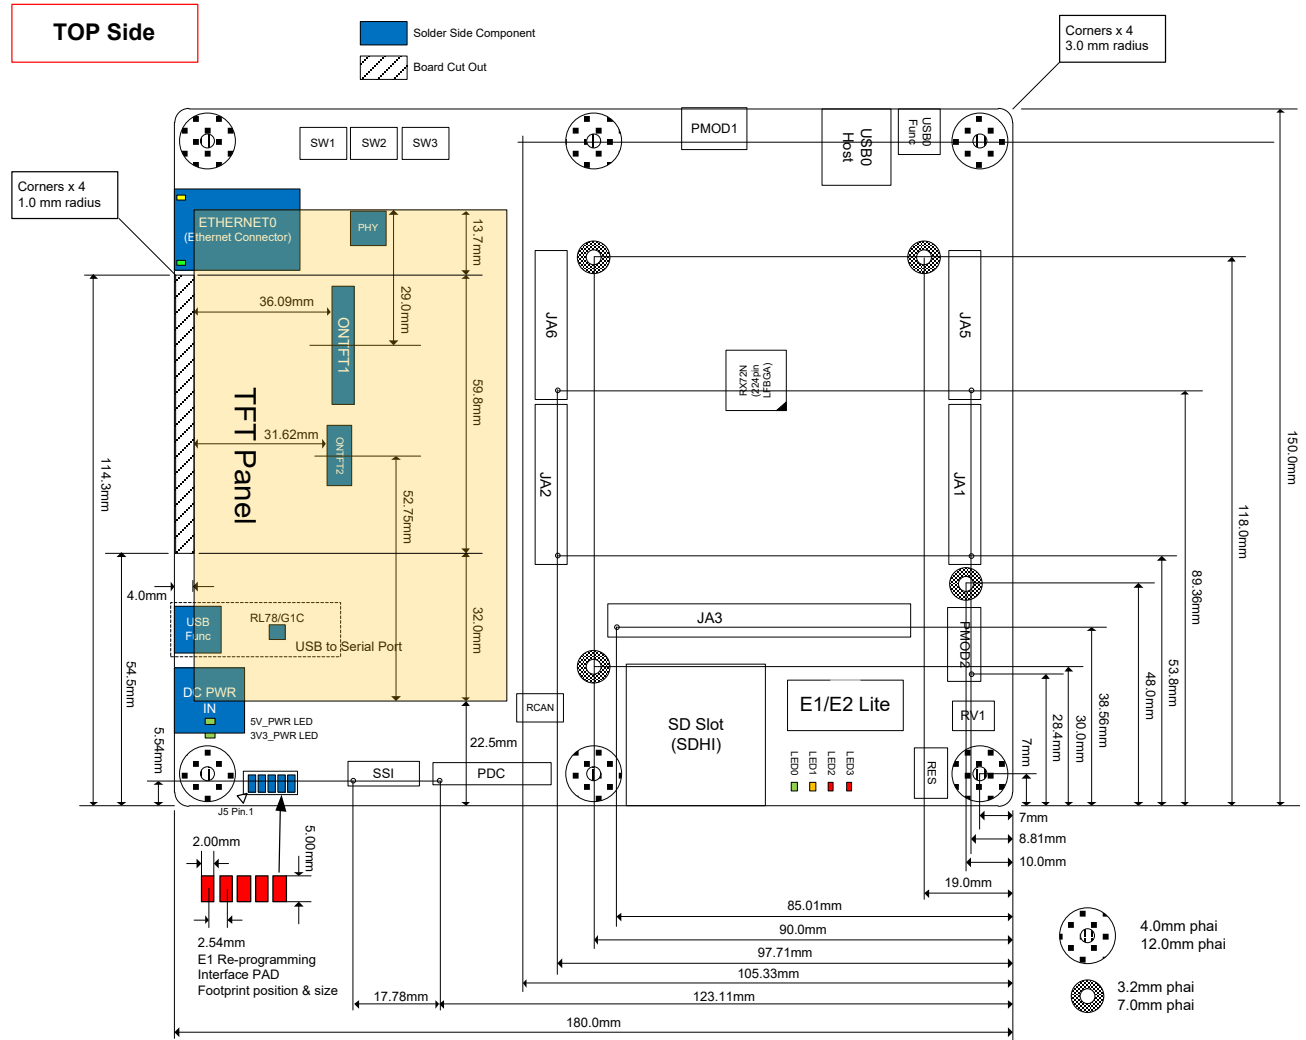 TOP Side
Solder Side Component
Board Cut Out
Corners x 4
3.0 mm radius
Corners x 4
1.0 mm radius
SW1
SW2
SW3
PMOD1
USB0
Host
USB0
Func
ETHERNET0
(Ethernet Connector)
PHY
13.7mm
29.0mm
36.09mm
ONTFT1
59.8mm
TFT Panel
31.62mm
ONTFT2
52.75mm
114.3mm
4.0mm
32.0mm
USB
Func
RL78/G1C
USB to Serial Port
54.5mm
DC PWR
IN
5V_PWR LED
3V3_PWR LED
5.54mm
22.5mm
J5 Pin.1
SSI
PDC
RCAN
JA6
JA5
JA2
JA1
RX72N
(224pin
LFBGA)
JA3
PMOD2
SD Slot
(SDHI)
E1/E2 Lite
RV1
RES
LED0
LED1
LED2
LED3
150.0mm
118.0mm
89.36mm
53.8mm
48.0mm
38.56mm
30.0mm
28.4mm
7mm
7mm
8.81mm
10.0mm
19.0mm
85.01mm
90.0mm
97.71mm
105.33mm
17.78mm
123.11mm
180.0mm
2.00mm
5.00mm
2.54mm
E1 Re-programming
Interface PAD
Footprint position & size
4.0mm phai
12.0mm phai
3.2mm phai
7.0mm phai